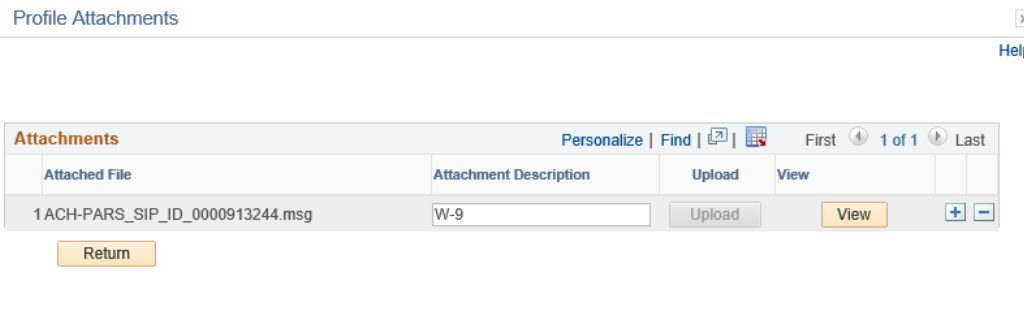 Profile Attachments
Help
Attachments Personalize | Find | | First 1 of 1 Last
Attached File Attachment Description Upload View
1 ACH-PARS_SIP_ID_0000913244.msg W-9 Upload View
Return